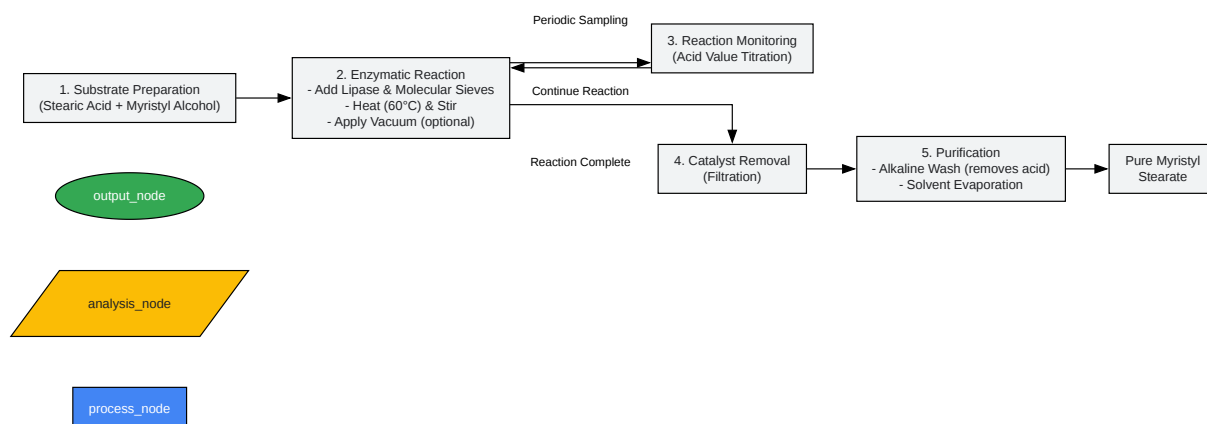 Periodic Sampling
3. Reaction Monitoring
(Acid Value Titration)
1. Substrate Preparation
(Stearic Acid + Myristyl Alcohol)
2. Enzymatic Reaction
- Add Lipase & Molecular Sieves
- Heat (60°C) & Stir
- Apply Vacuum (optional)
Continue Reaction
Reaction Complete
4. Catalyst Removal
(Filtration)
5. Purification
- Alkaline Wash (removes acid)
- Solvent Evaporation
Pure Myristyl
Stearate
output_node
analysis_node
process_node